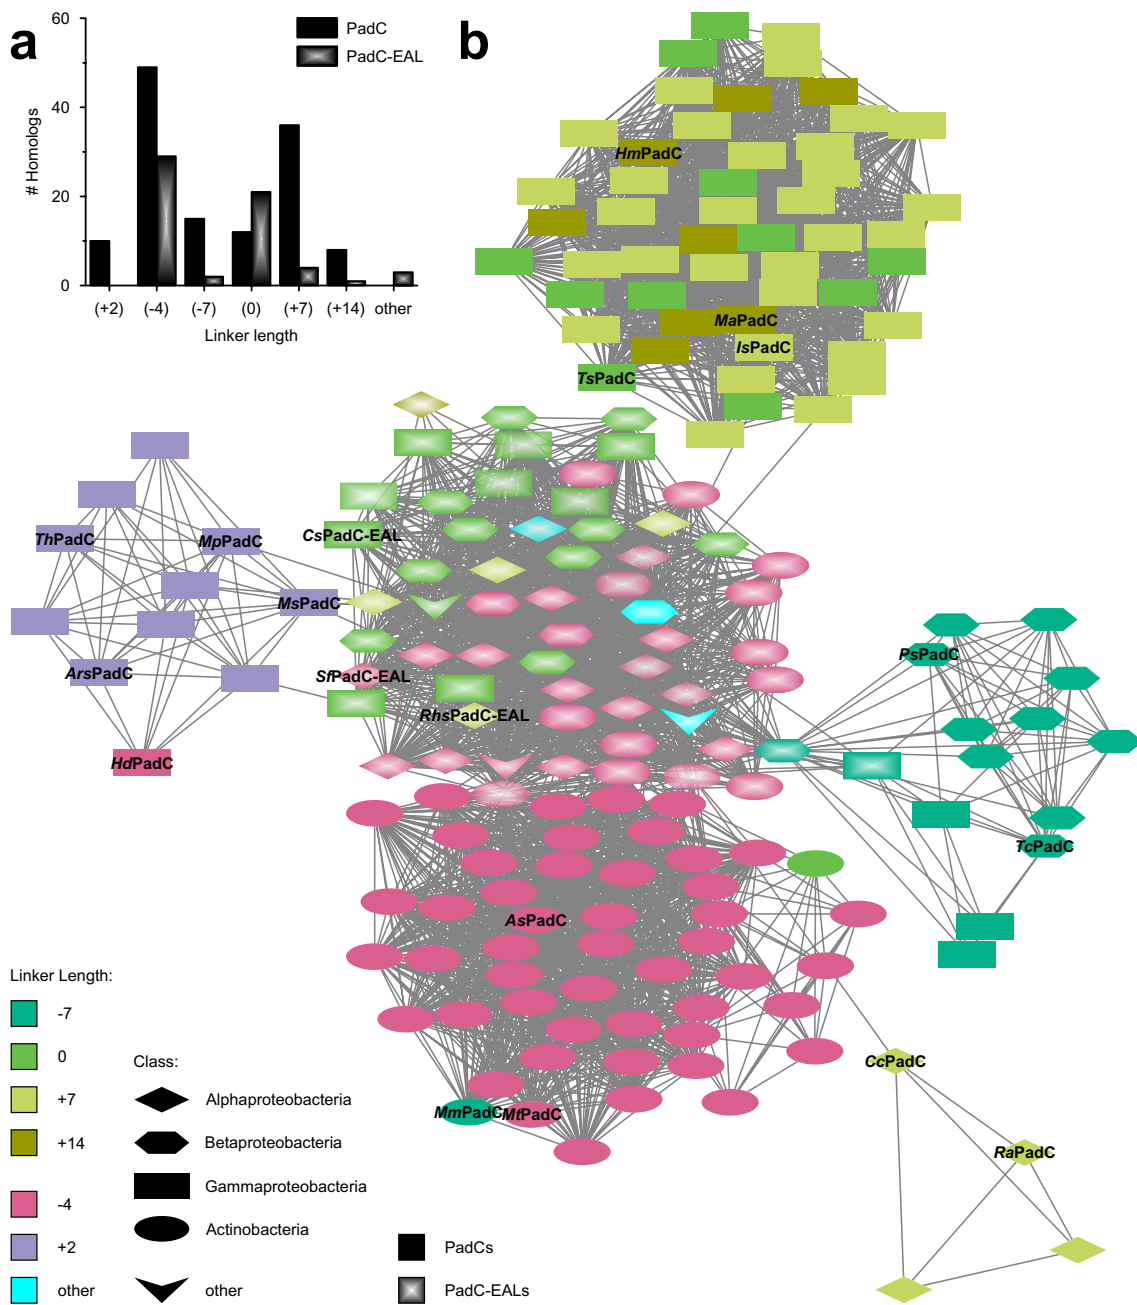 a
b
60
40
20
0
# Homologs
PadC
PadC-EAL
(+2) (-4) (-7) (0) (+7) (+14) other
Linker length
HmPadC
MaPadC
IsPadC
TsPadC
ThPadC
MpPadC
MsPadC
ArsPadC
HdPadC
CsPadC-EAL
SfPadC-EAL
RhsPadC-EAL
PsPadC
TcPadC
AsPadC
MmPadC
MtPadC
CcPadC
RaPadC
Linker Length:
-7
0
+7
+14
-4
+2
other
Class:
Alphaproteobacteria
Betaproteobacteria
Gammaproteobacteria
Actinobacteria
other
PadCs
PadC-EALs